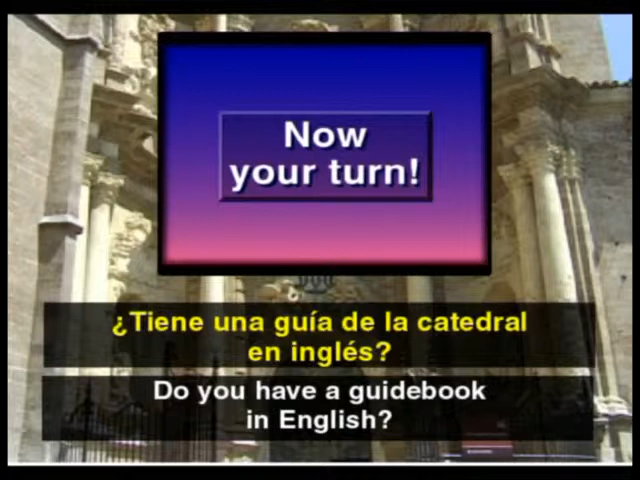 Now
your turn!
¿Tiene una guía de la catedral
en inglés?
Do you have a guidebook
in English?